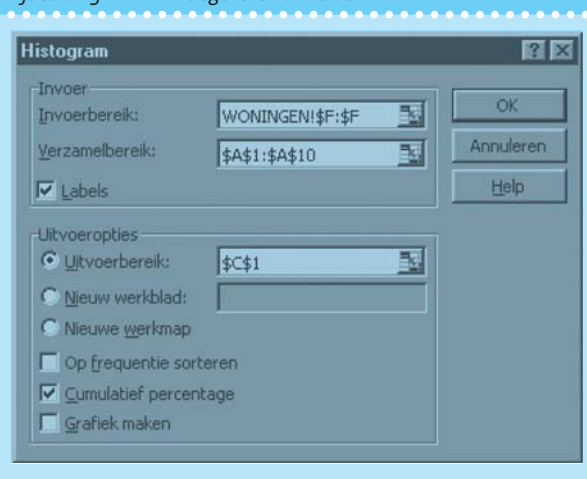 Histogram
Invoer
Invoerbereik: WONINGEN!$F:$F
Verzamelbereik: $A$1:$A$10
Labels
OK
Annuleren
Help
Uitvoeropties
Uitvoerbereik: $C$1
Nieuw werkblad:
Nieuwe werkmap
Op frequentie sorteren
Cumulatief percentage
Grafiek maken